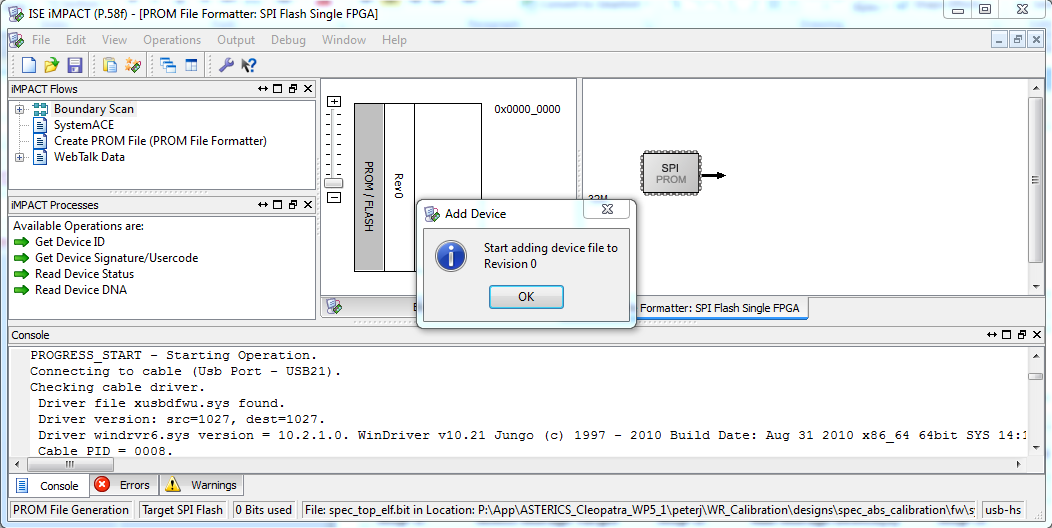 ISE iMPACT (P.58f) - [PROM File Formatter: SPI Flash Single FPGA]
File Edit View Operations Output Debug Window Help
iMPACT Flows
Boundary Scan
SystemACE
Create PROM File (PROM File Formatter)
WebTalk Data
iMPACT Processes
Available Operations are:
Get Device ID
Get Device Signature/Usercode
Read Device Status
Read Device DNA
PROM / FLASH
Rev0
0x0000_0000
SPI
PROM
Add Device
Start adding device file to
Revision 0
OK
Formatter: SPI Flash Single FPGA
Console
PROGRESS_START - Starting Operation.
Connecting to cable (Usb Port - USB21).
Checking cable driver.
Driver file xusbdfwu.sys found.
Driver version: src=1027, dest=1027.
Driver windrvr6.sys version = 10.2.1.0. WinDriver v10.21 Jungo (c) 1997 - 2010 Build Date: Aug 31 2010 x86_64 64bit SYS 14:1
Cable PID = 0008.
Console Errors Warnings
PROM File Generation Target SPI Flash 0 Bits used File: spec_top_elf.bit in Location: P:\App\ASTERICS_Cleopatra_WP5_1\peterj\WR_Calibration\designs\spec_abs_calibration\fw\sy usb-hs